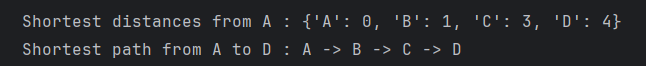 Shortest distances from A : {'A': 0, 'B': 1, 'C': 3, 'D': 4}
Shortest path from A to D : A -> B -> C -> D